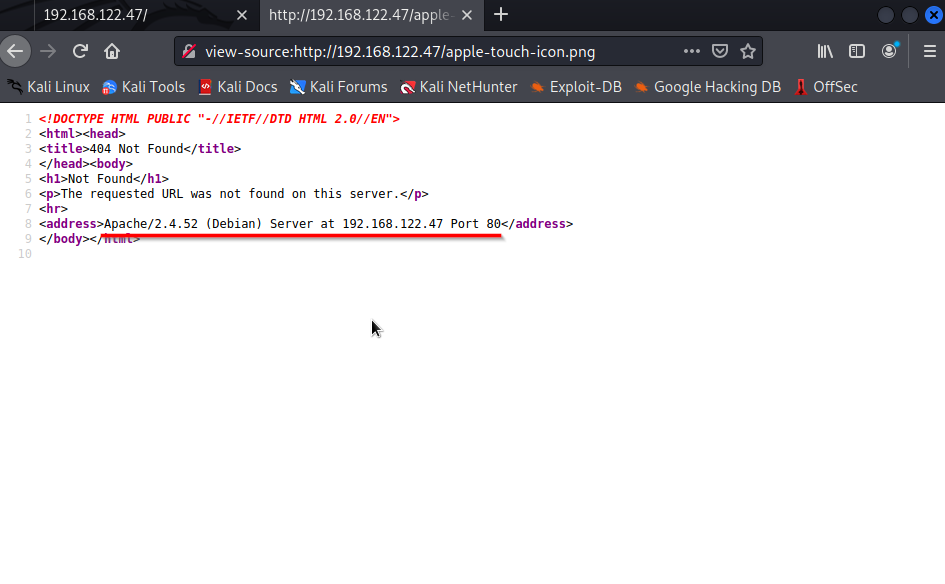 192.168.122.47/
http://192.168.122.47/apple-
view-source:http://192.168.122.47/apple-touch-icon.png
Kali Linux Kali Tools Kali Docs Kali Forums Kali NetHunter Exploit-DB Google Hacking DB OffSec
1 <!DOCTYPE HTML PUBLIC "-//IETF//DTD HTML 2.0//EN">
2 <html><head>
3 <title>404 Not Found</title>
4 </head><body>
5 <h1>Not Found</h1>
6 <p>The requested URL was not found on this server.</p>
7 <hr>
8 <address>Apache/2.4.52 (Debian) Server at 192.168.122.47 Port 80</address>
9 </body></html>
10